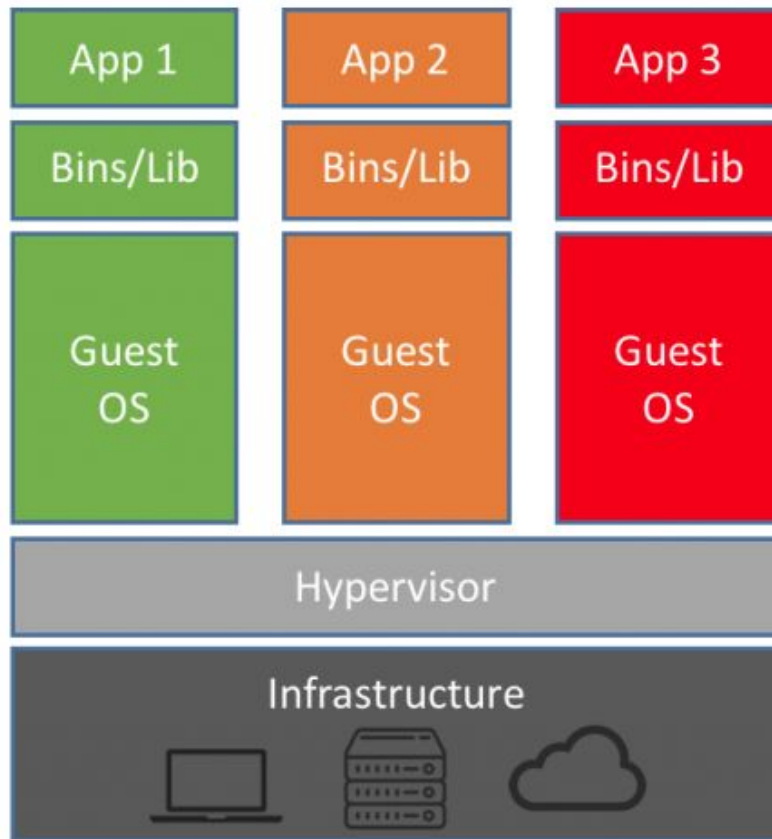 App 1
App 2
App 3
Bins/Lib
Bins/Lib
Bins/Lib
Guest
OS
Guest
OS
Guest
OS
Hypervisor
Infrastructure